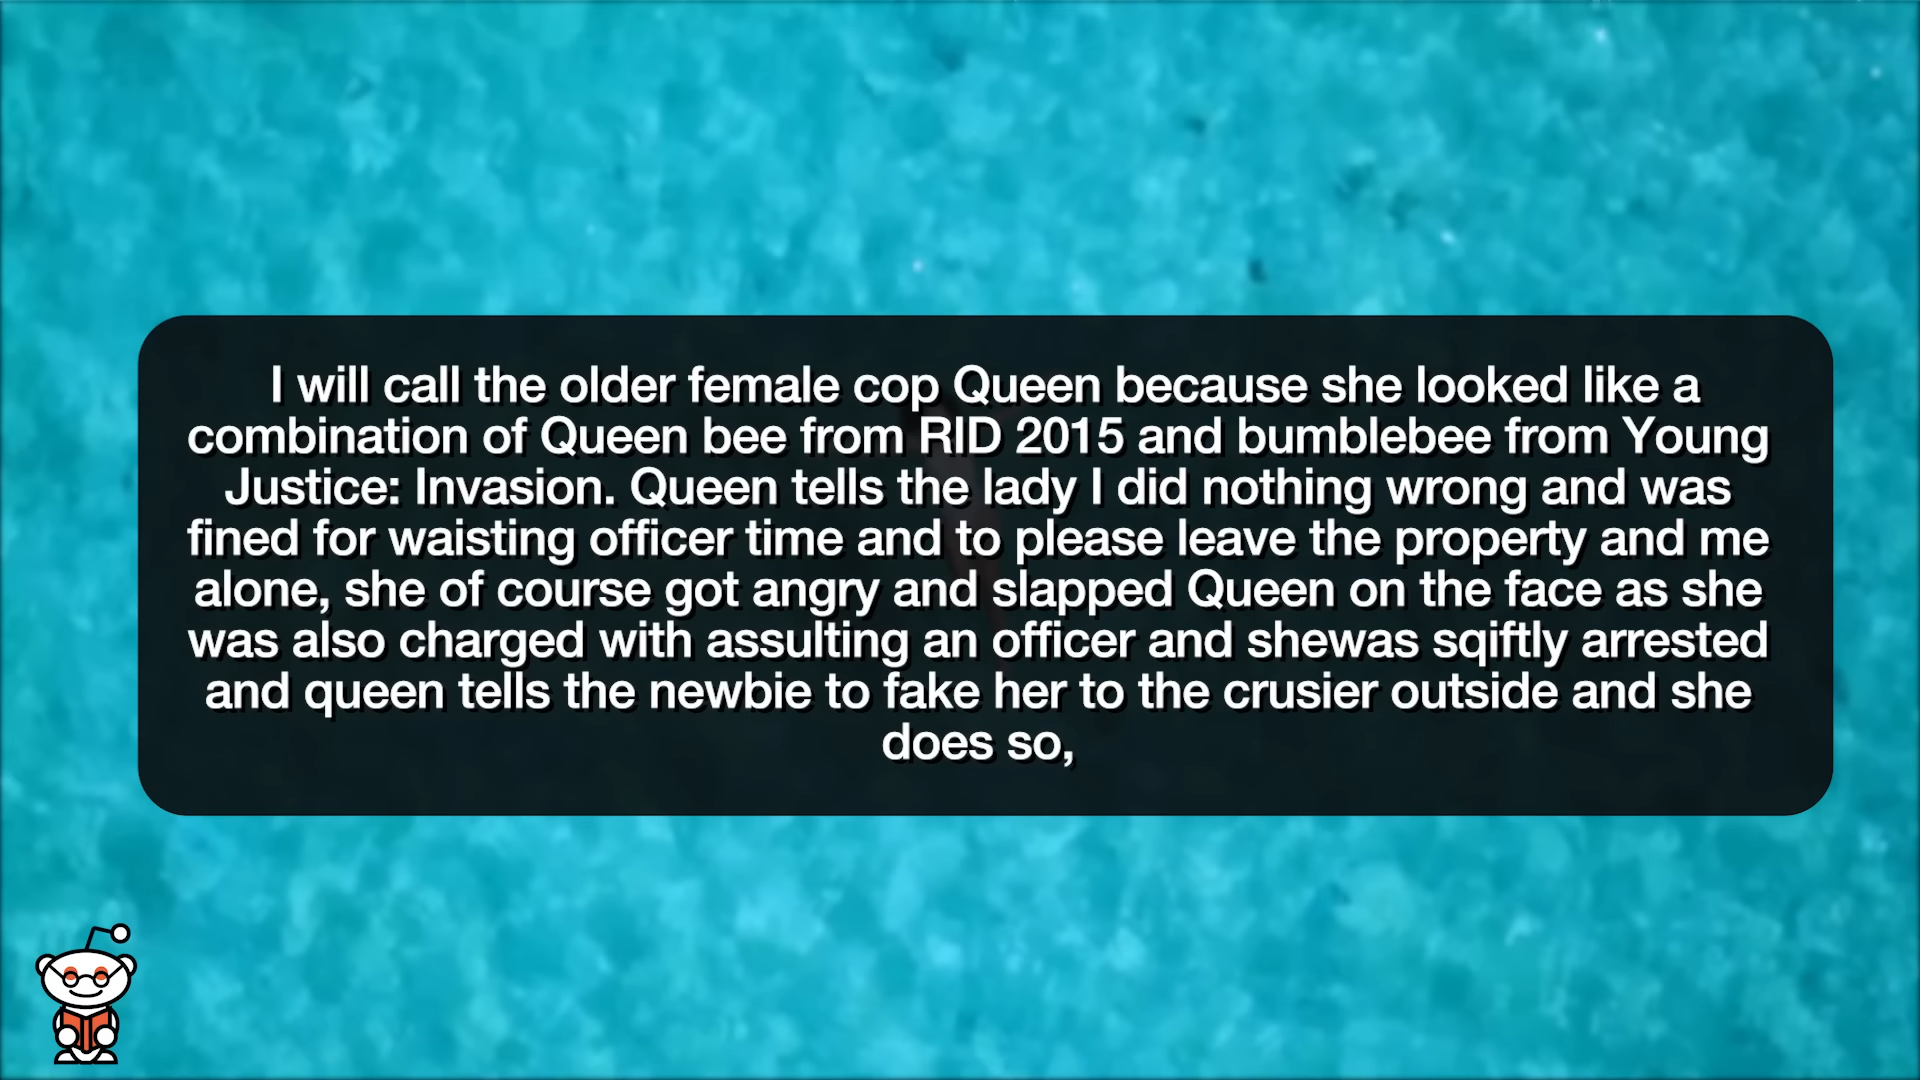 I will call the older female cop Queen because she looked like a
combination of Queen bee from RID 2015 and bumblebee from Young
Justice: Invasion. Queen tells the lady I did nothing wrong and was
fined for waisting officer time and to please leave the property and me
alone, she of course got angry and slapped Queen on the face as she
was also charged with assulting an officer and shewas sqiftly arrested
and queen tells the newbie to fake her to the crusier outside and she
does so,